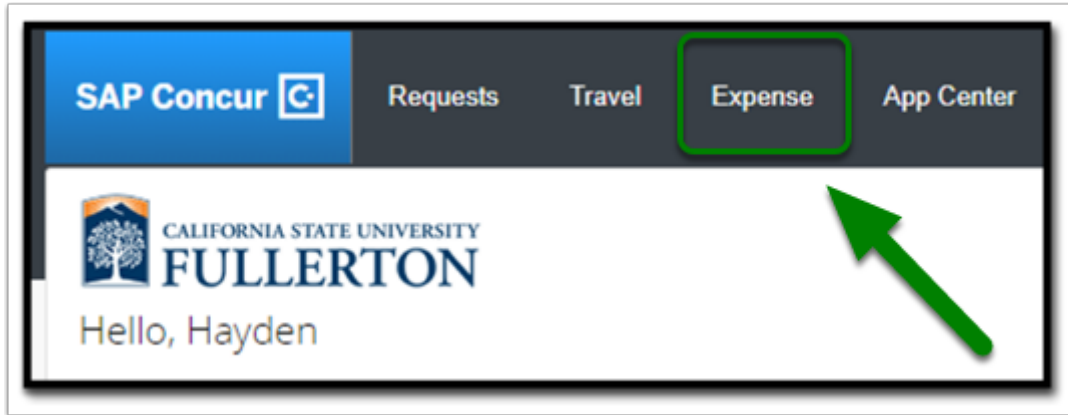 SAP Concur C Requests Travel Expense App Center
CALIFORNIA STATE UNIVERSITY
FULLERTON
Hello, Hayden